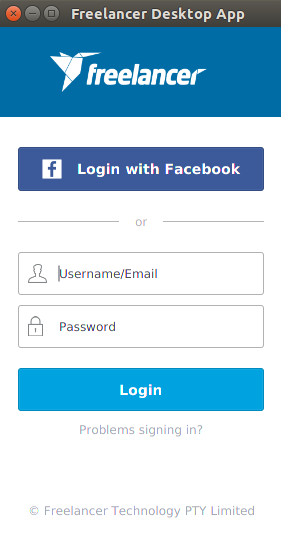 Freelancer Desktop App
freelancer
Login with Facebook
or
Username/Email
Password
Login
Problems signing in?
© Freelancer Technology PTY Limited